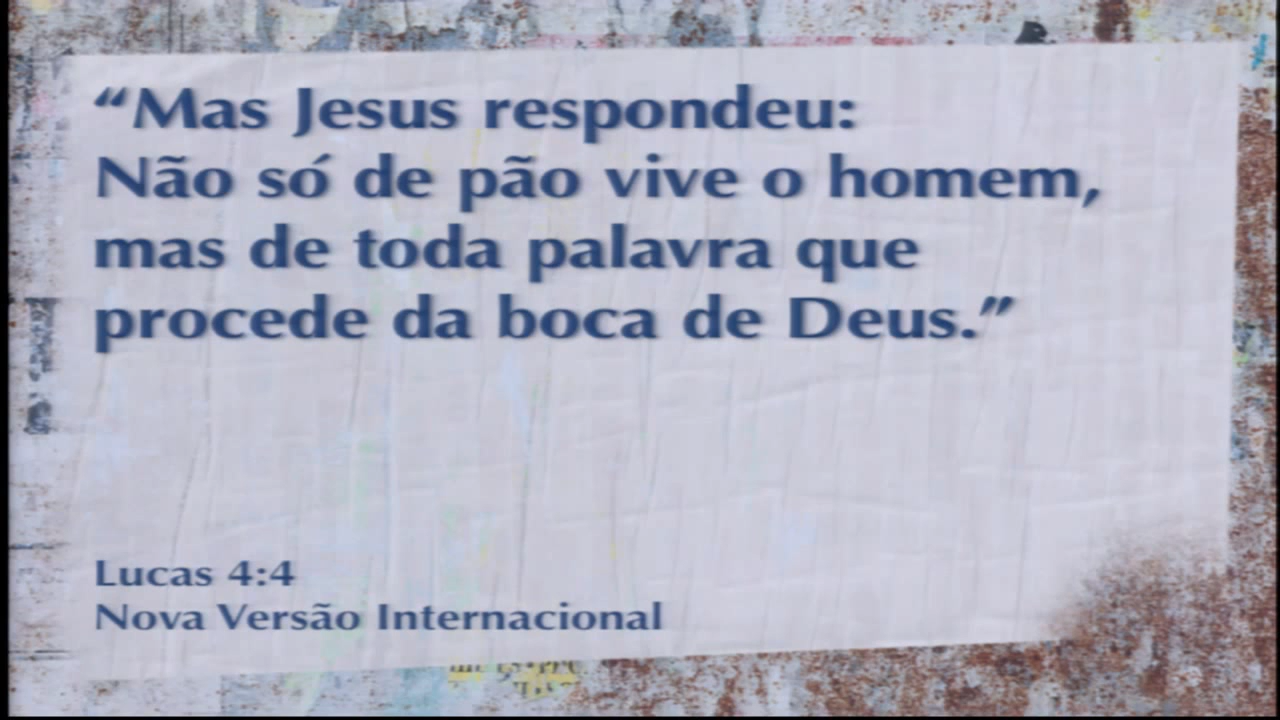 “Mas Jesus respondeu:
Não só de pão vive o homem,
mas de toda palavra que
procede da boca de Deus.”
Lucas 4:4
Nova Versão Internacional